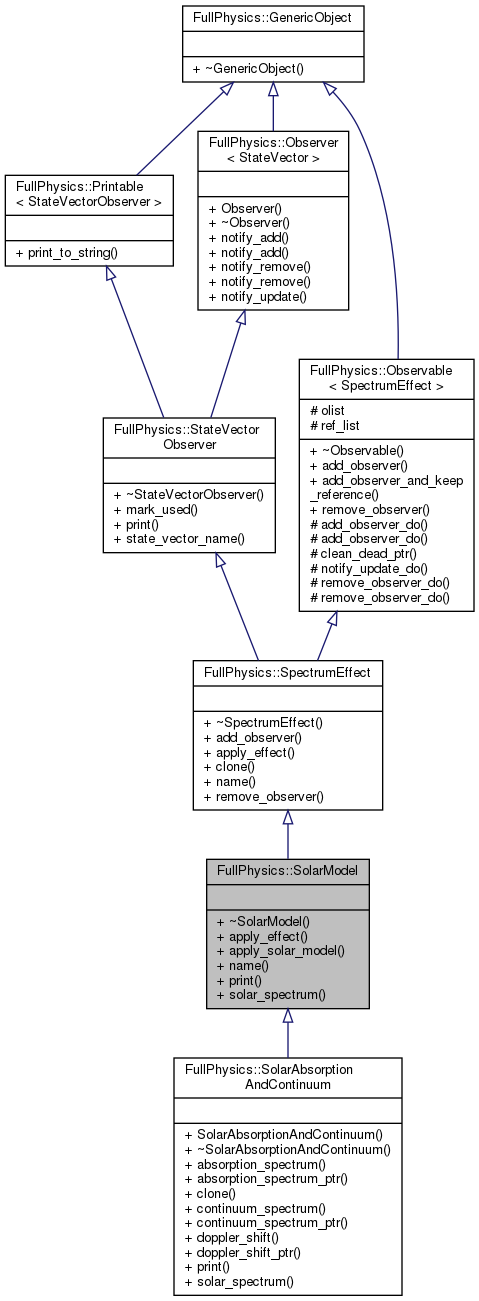 FullPhysics::GenericObject
+ ~GenericObject()
FullPhysics::Observer
< StateVector >
+ Observer()
+ ~Observer()
+ notify_add()
+ notify_add()
+ notify_remove()
+ notify_remove()
+ notify_update()
FullPhysics::Printable
< StateVectorObserver >
+ print_to_string()
FullPhysics::Observable
< SpectrumEffect >
# olist
# ref_list
+ ~Observable()
+ add_observer()
+ add_observer_and_keep
_reference()
+ remove_observer()
# add_observer_do()
# add_observer_do()
# clean_dead_ptr()
# notify_update_do()
# remove_observer_do()
# remove_observer_do()
FullPhysics::StateVector
Observer
+ ~StateVectorObserver()
+ mark_used()
+ print()
+ state_vector_name()
FullPhysics::SpectrumEffect
+ ~SpectrumEffect()
+ add_observer()
+ apply_effect()
+ clone()
+ name()
+ remove_observer()
FullPhysics::SolarModel
+ ~SolarModel()
+ apply_effect()
+ apply_solar_model()
+ name()
+ print()
+ solar_spectrum()
FullPhysics::SolarAbsorption
AndContinuum
+ SolarAbsorptionAndContinuum()
+ ~SolarAbsorptionAndContinuum()
+ absorption_spectrum()
+ absorption_spectrum_ptr()
+ clone()
+ continuum_spectrum()
+ continuum_spectrum_ptr()
+ doppler_shift()
+ doppler_shift_ptr()
+ print()
+ solar_spectrum()